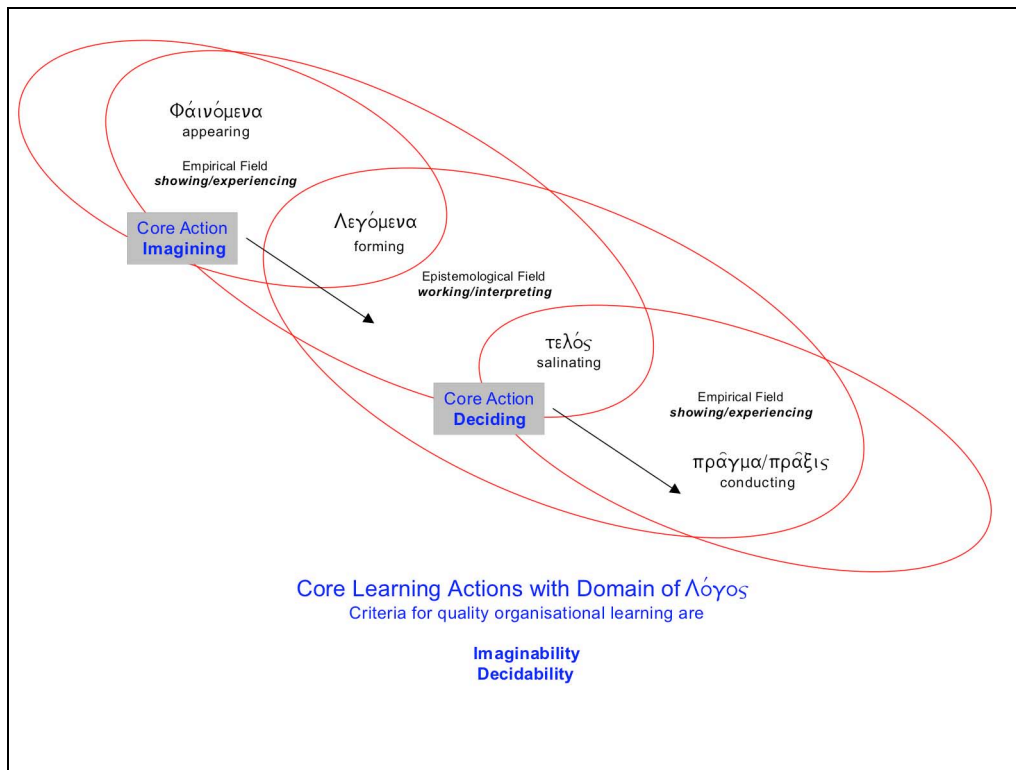 Φάινόμενα
appearing
Empirical Field
showing/experiencing
Core Action
Imagining
Λεγόμενα
forming
Epistemological Field
working/interpreting
τελός
salinating
Core Action
Deciding
Empirical Field
showing/experiencing
πρᾶγμα/πρᾶξις
conducting
Core Learning Actions with Domain of Λόγος
Criteria for quality organisational learning are
Imaginability
Decidability